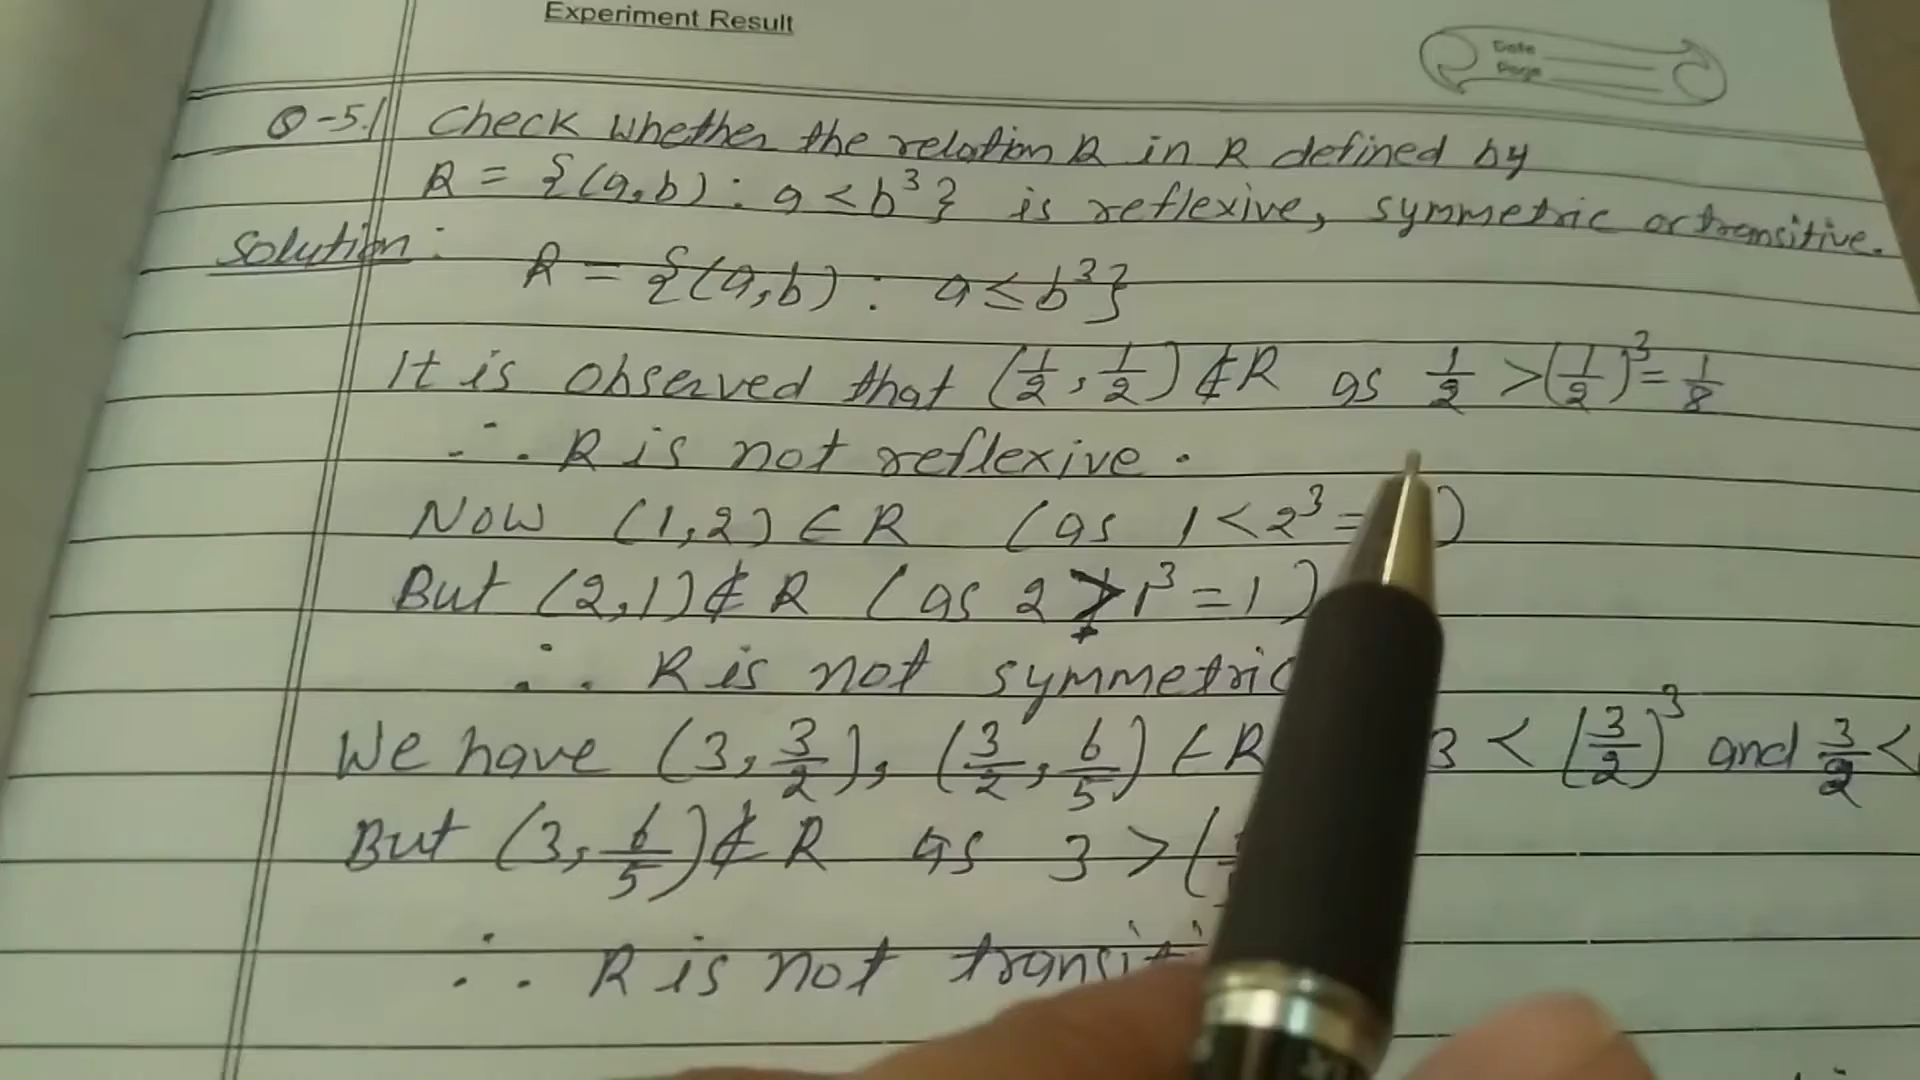 Experiment Result
Date
Page
Q-5. Check whether the relation R in R defined by
R = {(a,b) : a < b³} is reflexive, symmetric or transitive.
Solution:
R = {(a,b) : a ≤ b³}
It is observed that (1/2, 1/2) ∉ R as 1/2 > (1/2)³ = 1/8
∴ R is not reflexive.
Now (1,2) ∈ R (as 1 < 2³ = )
But (2,1) ∉ R (as 2 > 1³ = 1)
∴ R is not symmetric
We have (3, 3/2), (3/2, 6/5) ∈ R 3 < (3/2)³ and 3/2 <
But (3, 6/5) ∉ R as 3 > (
∴ R is not transiti